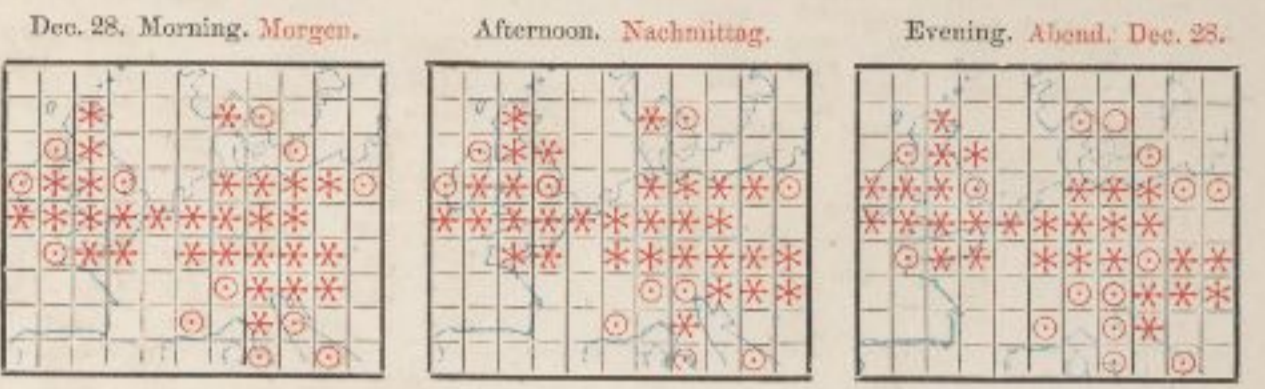 Dec. 28. Morning. Morgen.
Afternoon. Nachmittag.
Evening. Abend. Dec. 28.